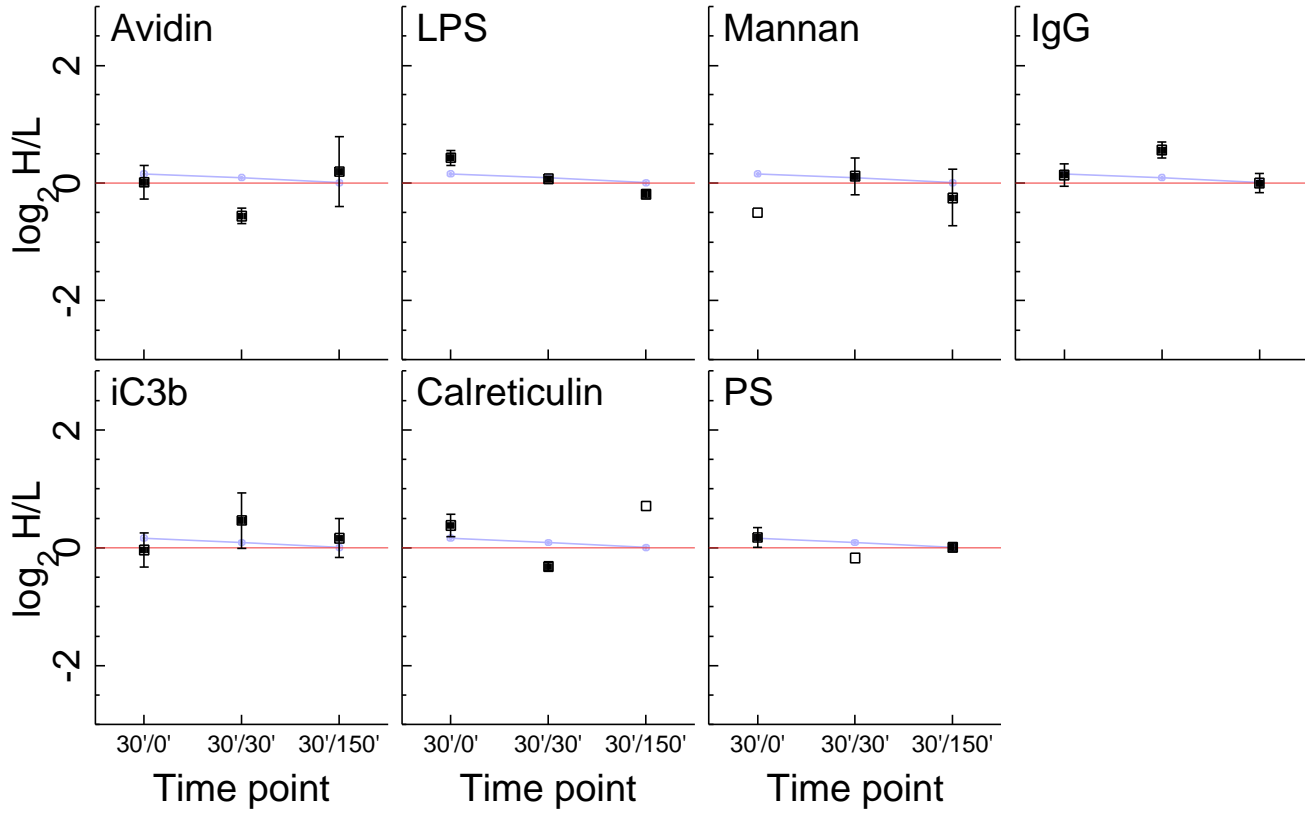 Avidin
LPS
Mannan
IgG
2
0
-2
log2 H/L
iC3b
Calreticulin
PS
2
0
-2
log2 H/L
30'/0' 30'/30' 30'/150'
30'/0' 30'/30' 30'/150'
30'/0' 30'/30' 30'/150'
Time point
Time point
Time point